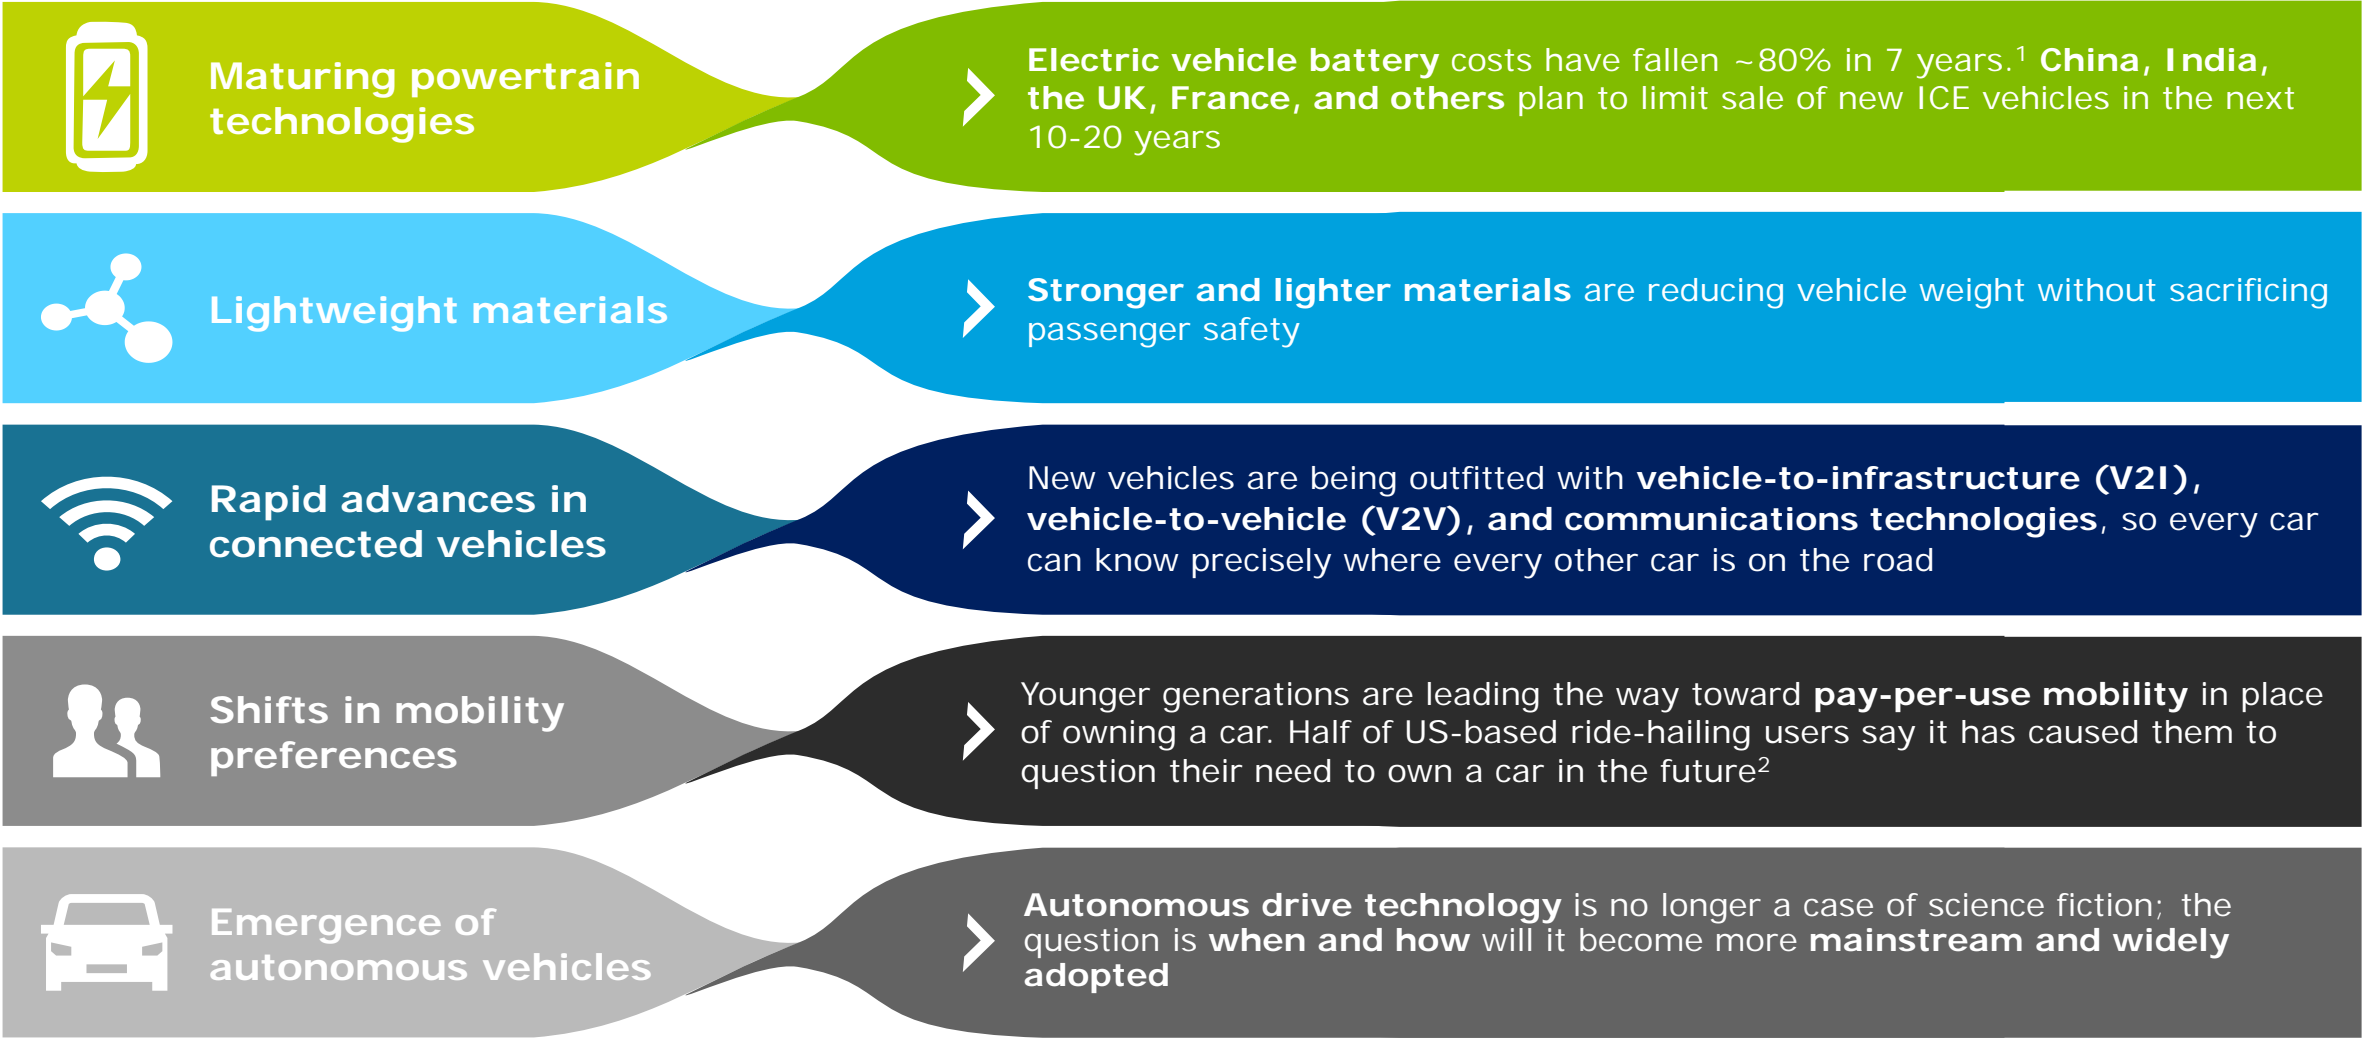 Maturing powertrain
technologies
Electric vehicle battery costs have fallen ~80% in 7 years.¹ China, India,
the UK, France, and others plan to limit sale of new ICE vehicles in the next
10-20 years
Lightweight materials
Stronger and lighter materials are reducing vehicle weight without sacrificing
passenger safety
Rapid advances in
connected vehicles
New vehicles are being outfitted with vehicle-to-infrastructure (V2I),
vehicle-to-vehicle (V2V), and communications technologies, so every car
can know precisely where every other car is on the road
Shifts in mobility
preferences
Younger generations are leading the way toward pay-per-use mobility in place
of owning a car. Half of US-based ride-hailing users say it has caused them to
question their need to own a car in the future²
Emergence of
autonomous vehicles
Autonomous drive technology is no longer a case of science fiction; the
question is when and how will it become more mainstream and widely
adopted